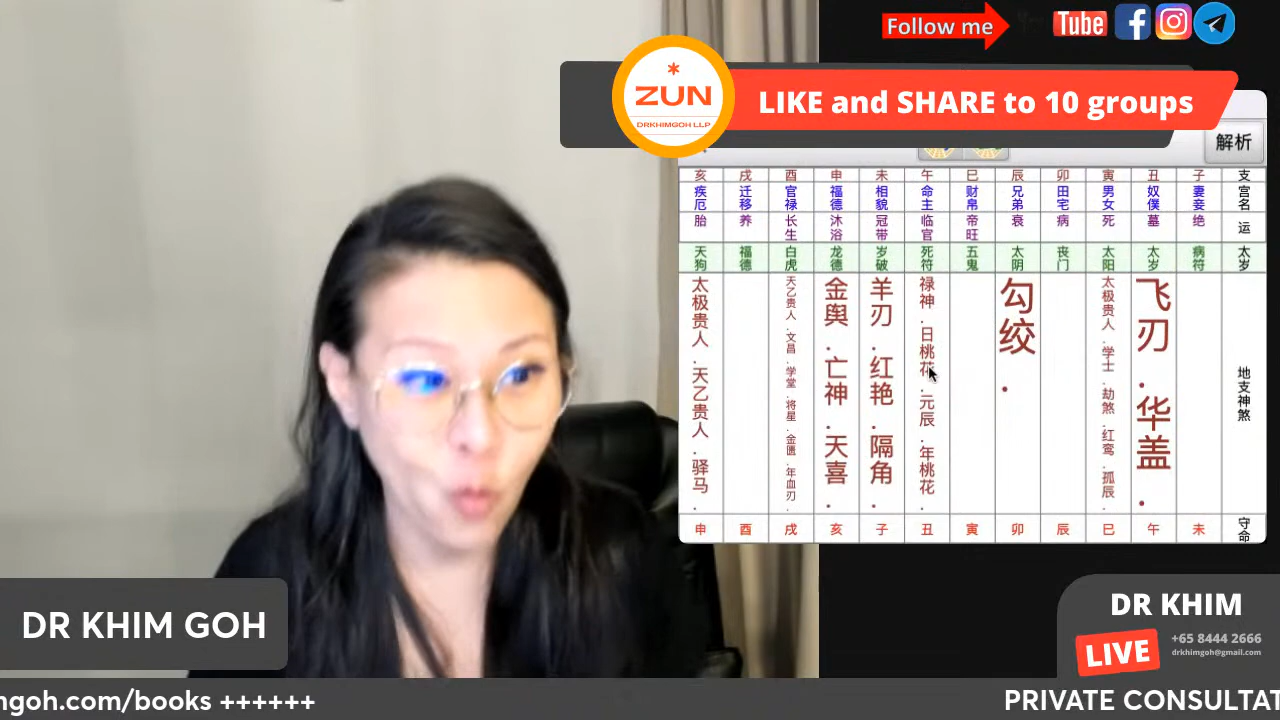 Follow me
Tube
ZUN
DRKHIMGOH LLP
LIKE and SHARE to 10 groups
解析
亥 戌 酉 申 未 午 巳 辰 卯 寅 丑 子 支
疾厄 迁移 官禄 福德 相貌 命主 财帛 兄弟 田宅 男女 奴僕 妻妾 宫名
胎 养 长生 沐浴 冠带 临官 帝旺 衰 病 死 墓 绝 运
天狗 福德 白虎 龙德 岁破 死符 五鬼 太阴 丧门 太阳 太岁 病符 太岁
太极贵人.天乙贵人.驿马.
天乙贵人.文昌.学堂.将星.金匮.年血刃.
金舆.亡神.天喜.
羊刃.红艳.隔角.
禄神.日桃花.元辰.年桃花.
勾绞.
太极贵人.学士.劫煞.红鸾.孤辰.
飞刃.华盖.
地支神煞
申 酉 戌 亥 子 丑 寅 卯 辰 巳 午 未 守命
DR KHIM GOH
DR KHIM
LIVE
+65 8444 2666
drkhimgoh@gmail.com
ngoh.com/books ++++++
PRIVATE CONSULTAT